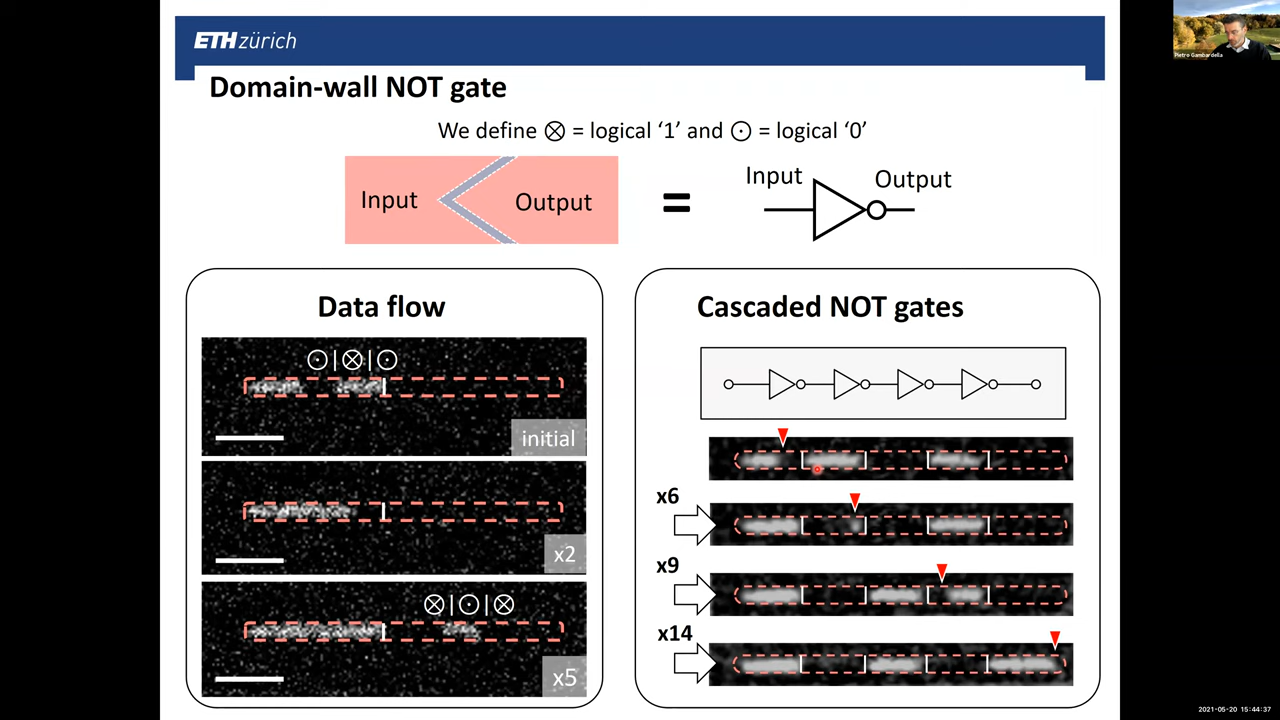 ETH zürich
Pietro Gambardella
Domain-wall NOT gate
We define ⊗ = logical ‘1’ and ⊙ = logical ‘0’
Input
Output
=
Input
Output
Data flow
⊙|⊗|⊙
initial
x2
⊗|⊙|⊗
x5
Cascaded NOT gates
x6
x9
x14
2021-05-20 15:44:37